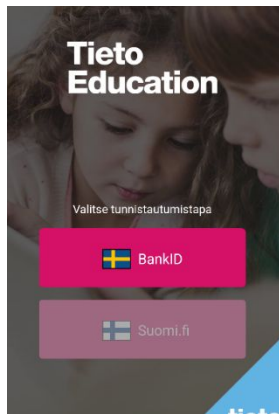 Tieto
Education
Valitse tunnistautumistapa
BankID
Suomi.fi